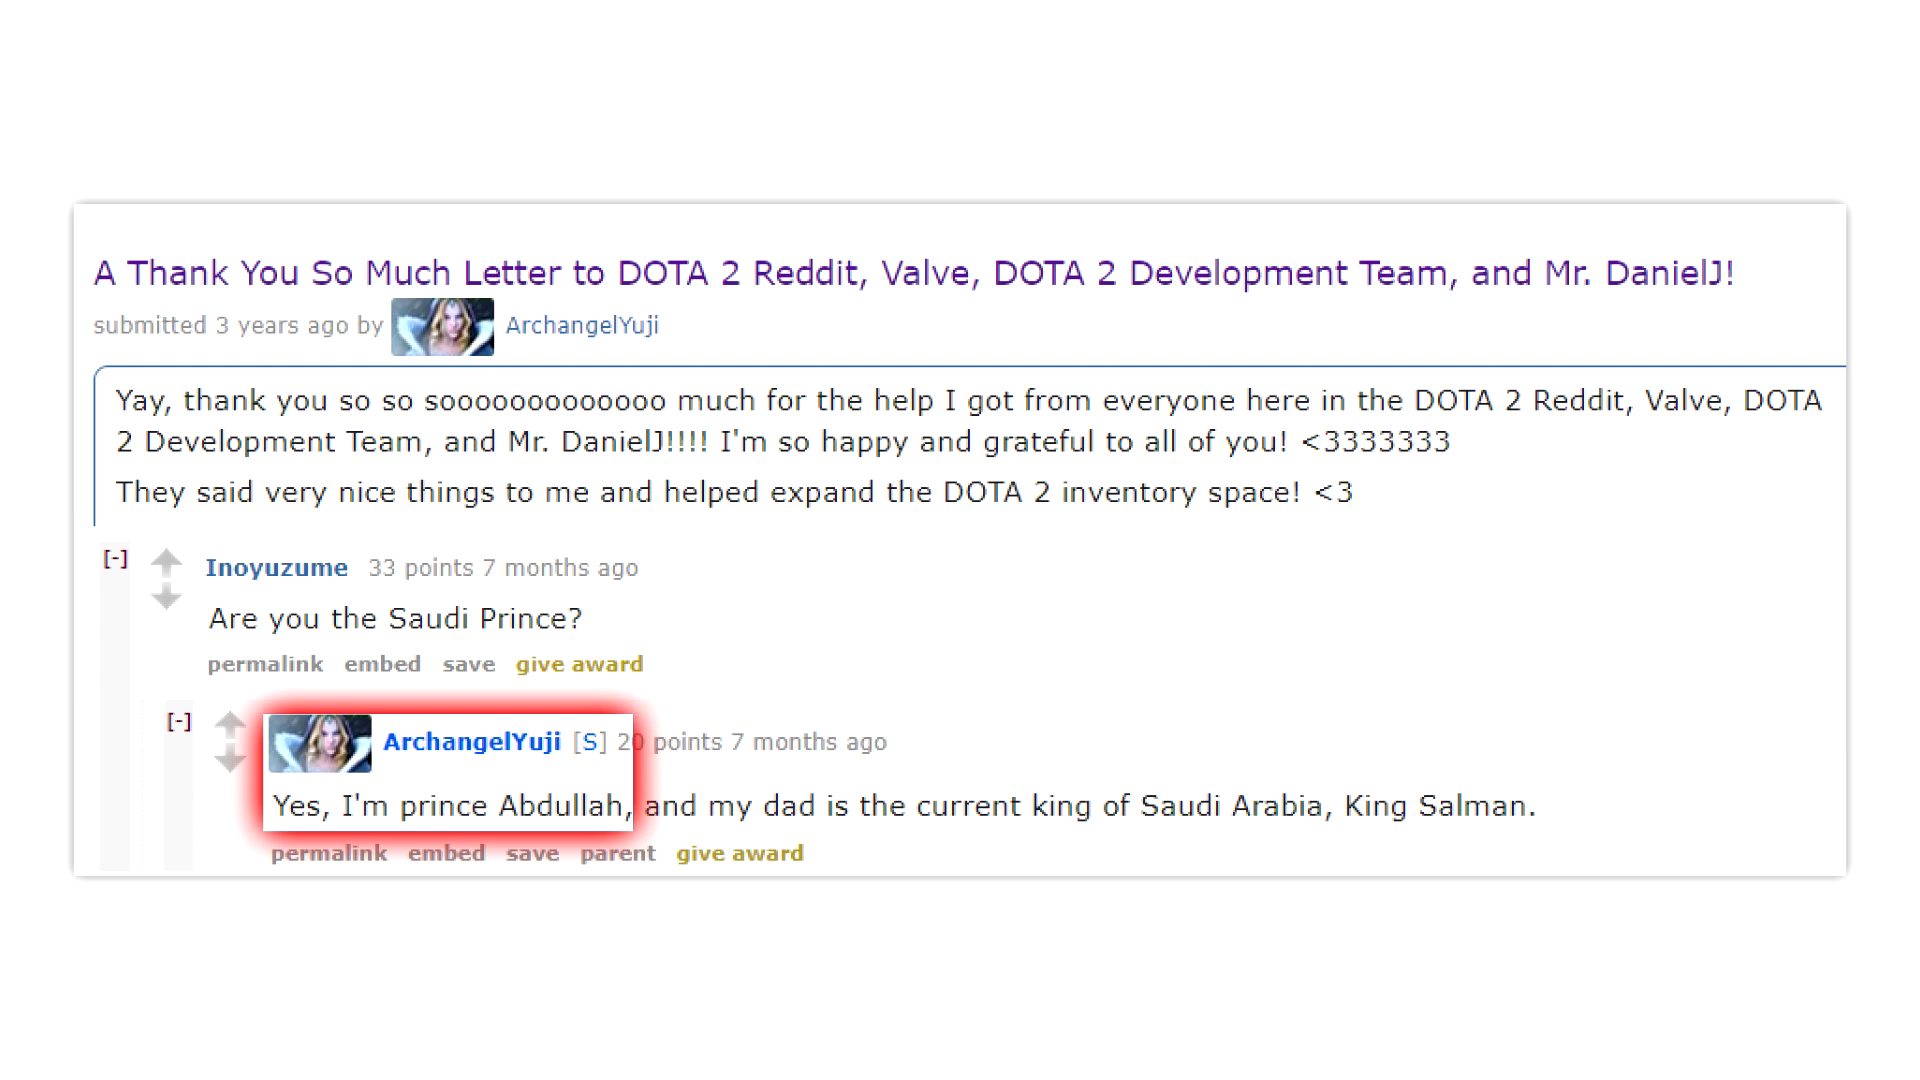 A Thank You So Much Letter to DOTA 2 Reddit, Valve, DOTA 2 Development Team, and Mr. DanielJ!
submitted 3 years ago by ArchangelYuji
Yay, thank you so so sooooooooooooo much for the help I got from everyone here in the DOTA 2 Reddit, Valve, DOTA
2 Development Team, and Mr. DanielJ!!!! I'm so happy and grateful to all of you! <3333333
They said very nice things to me and helped expand the DOTA 2 inventory space! <3
[-] Inoyuzume 33 points 7 months ago
Are you the Saudi Prince?
permalink embed save give award
[-] ArchangelYuji [S] 20 points 7 months ago
Yes, I'm prince Abdullah, and my dad is the current king of Saudi Arabia, King Salman.
permalink embed save parent give award